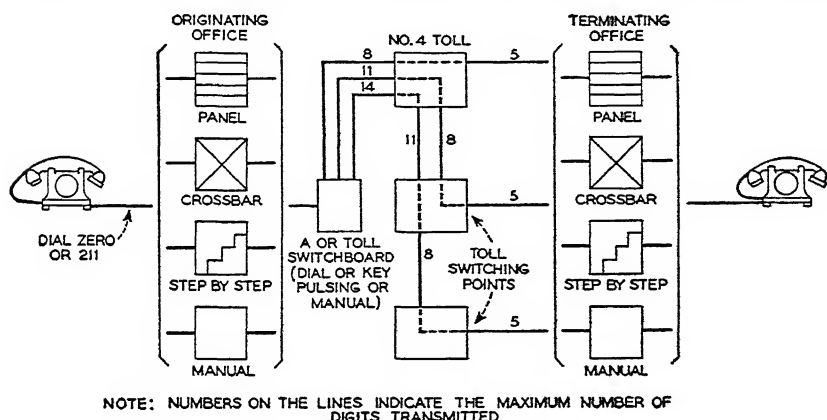 ORIGINATING
OFFICE
PANEL
CROSSBAR
STEP BY STEP
MANUAL
DIAL ZERO
OR 211
A OR TOLL
SWITCHBOARD
(DIAL OR KEY
PULSING OR
MANUAL)
NO. 4 TOLL
8
11
14
5
11
8
5
8
5
TOLL
SWITCHING
POINTS
TERMINATING
OFFICE
PANEL
CROSSBAR
STEP BY STEP
MANUAL
NOTE: NUMBERS ON THE LINES INDICATE THE MAXIMUM NUMBER OF
DIGITS TRANSMITTED